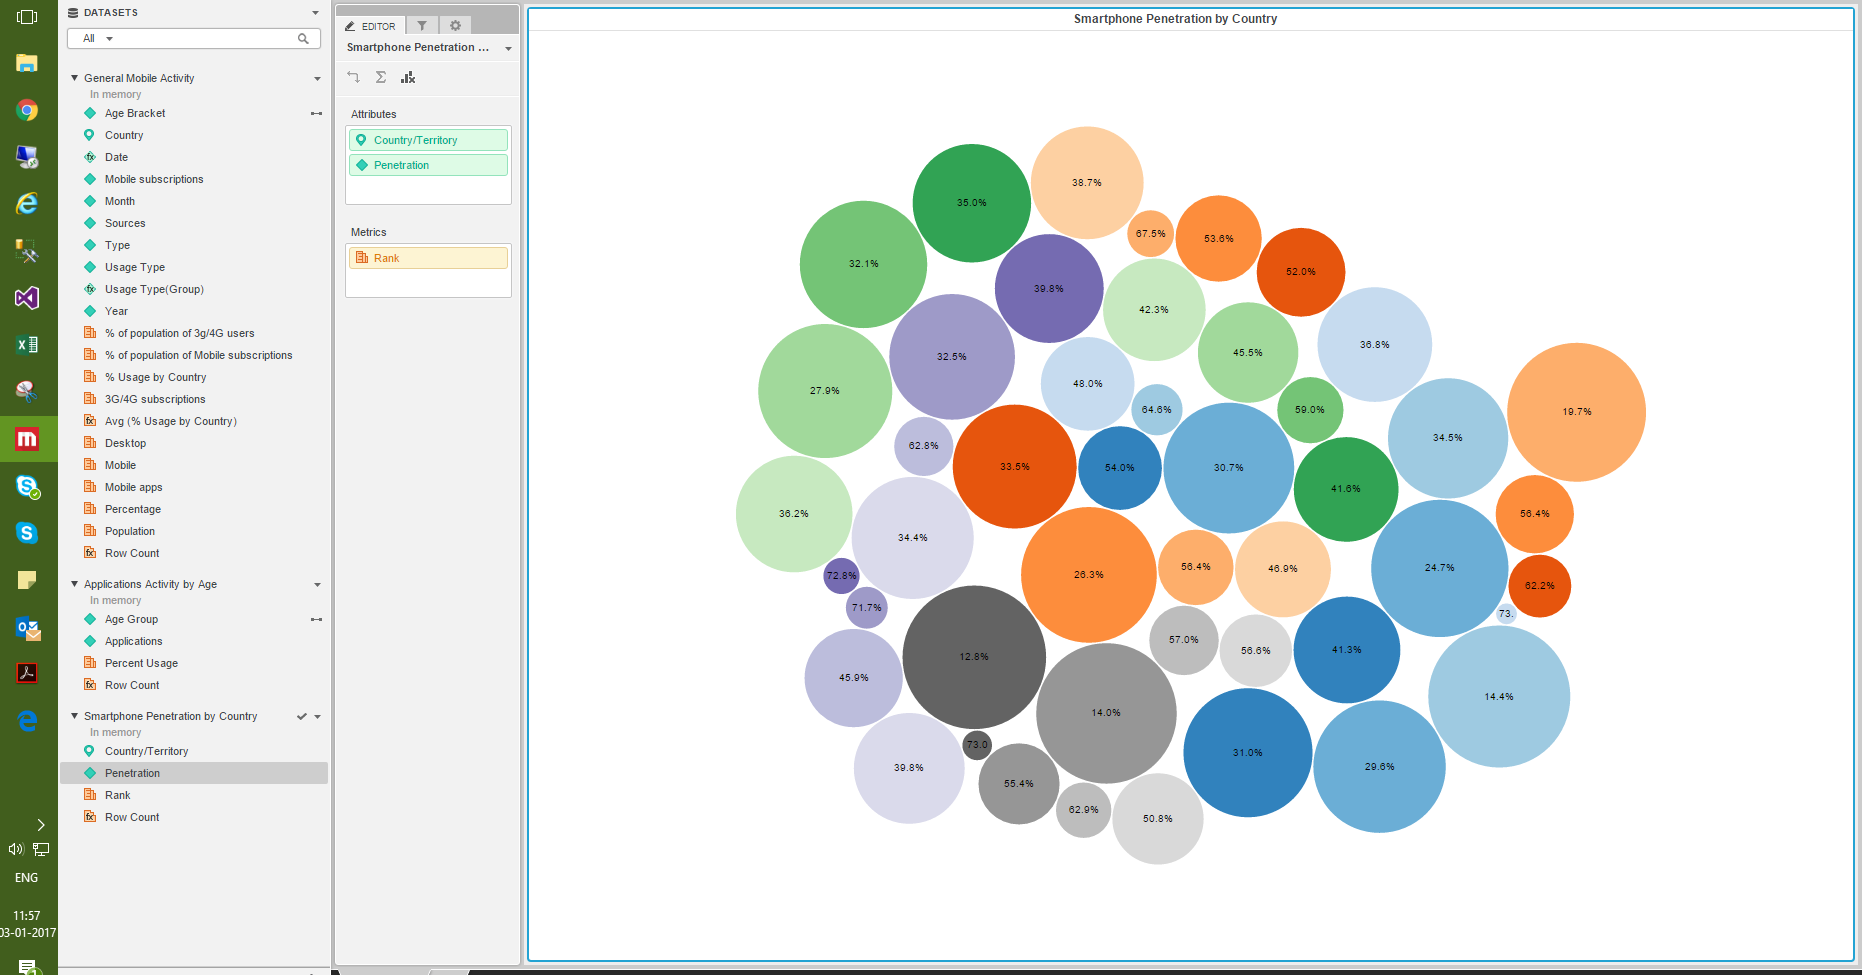 DATASETS
All
General Mobile Activity
In memory
Age Bracket
Country
Date
Mobile subscriptions
Month
Sources
Type
Usage Type
Usage Type(Group)
Year
% of population of 3g/4G users
% of population of Mobile subscriptions
% Usage by Country
3G/4G subscriptions
Avg (% Usage by Country)
Desktop
Mobile
Mobile apps
Percentage
Population
Row Count
Applications Activity by Age
In memory
Age Group
Applications
Percent Usage
Row Count
Smartphone Penetration by Country
In memory
Country/Territory
Penetration
Rank
Row Count
ENG
11:57
03-01-2017
EDITOR
Smartphone Penetration ...
Attributes
Country/Territory
Penetration
Metrics
Rank
Smartphone Penetration by Country
38.7%
35.0%
67.5%
53.6%
32.1%
52.0%
39.8%
42.3%
36.8%
45.5%
32.5%
48.0%
27.9%
64.6%
59.0%
19.7%
34.5%
62.8%
33.5%
54.0%
30.7%
41.6%
36.2%
56.4%
34.4%
56.4%
24.7%
46.9%
26.3%
72.8%
62.2%
71.7%
73.
57.0%
41.3%
56.6%
12.8%
45.9%
14.4%
14.0%
73.0
31.0%
29.6%
39.8%
55.4%
62.9%
50.8%